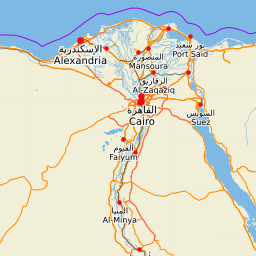 الإسكندرية
Alexandria
بور سعيد
Port Said
المنصورة
Mansoura
الزقازيق
Al-Zaqaziq
القاهرة
Cairo
السويس
Suez
الفيوم
Faiyum
المنيا
Al-Minya